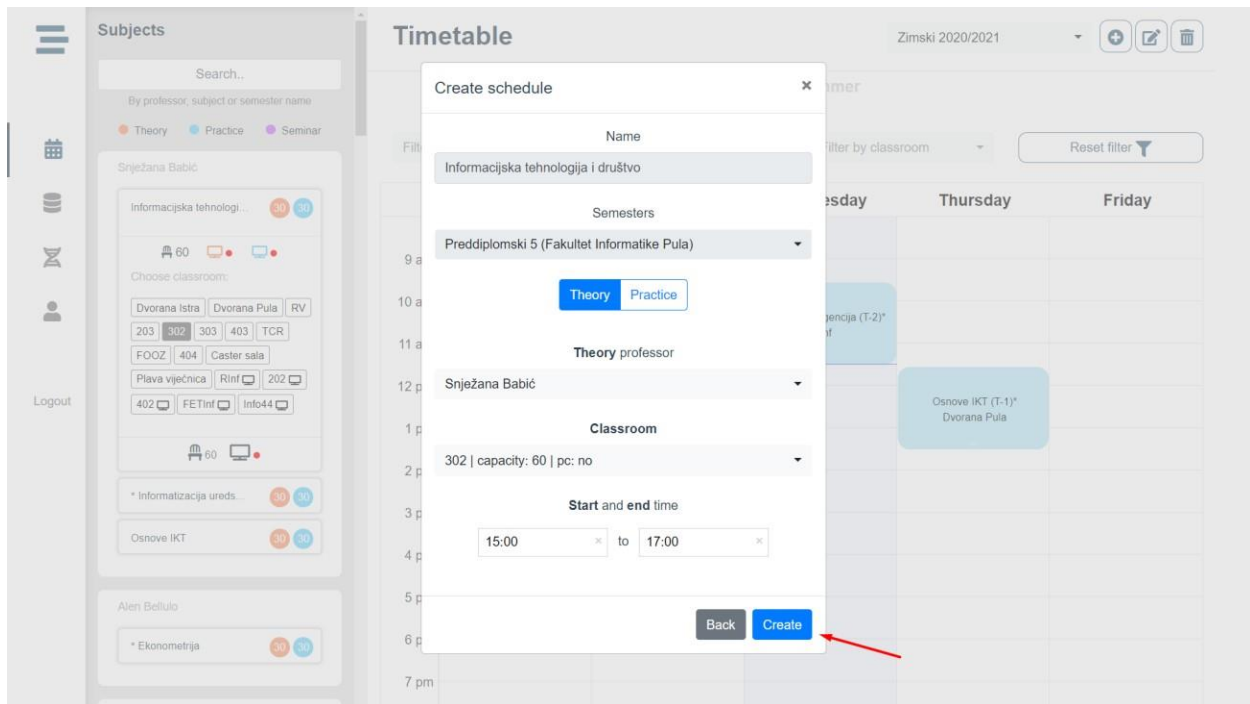 Subjects
Search..
By professor, subject or semester name
Theory Practice Seminar
Snježana Babić
Informacijska tehnologi... 30 30
60
Choose classroom:
Dvorana Istra Dvorana Pula RV
203 302 303 403 TCR
FOOZ 404 Caster sala
Plava vijećnica RInf 202
402 FETInf Info44
60
* Informatizacija ureds... 30 30
Osnove IKT 30 30
Alen Bellulo
* Ekonometrija 30 30
Logout
Timetable
Zimski 2020/2021
Filter by classroom
Reset filter
Thursday Friday
9 a
10 a
11 a
12 p
1 p
2 p
3 p
4 p
5 p
6 p
7 pm
Osnove IKT (T-1)*
Dvorana Pula
Create schedule ×
Name
Informacijska tehnologija i društvo
Semesters
Preddiplomski 5 (Fakultet Informatike Pula)
Theory Practice
Theory professor
Snježana Babić
Classroom
302 | capacity: 60 | pc: no
Start and end time
15:00 × to 17:00 ×
Back Create